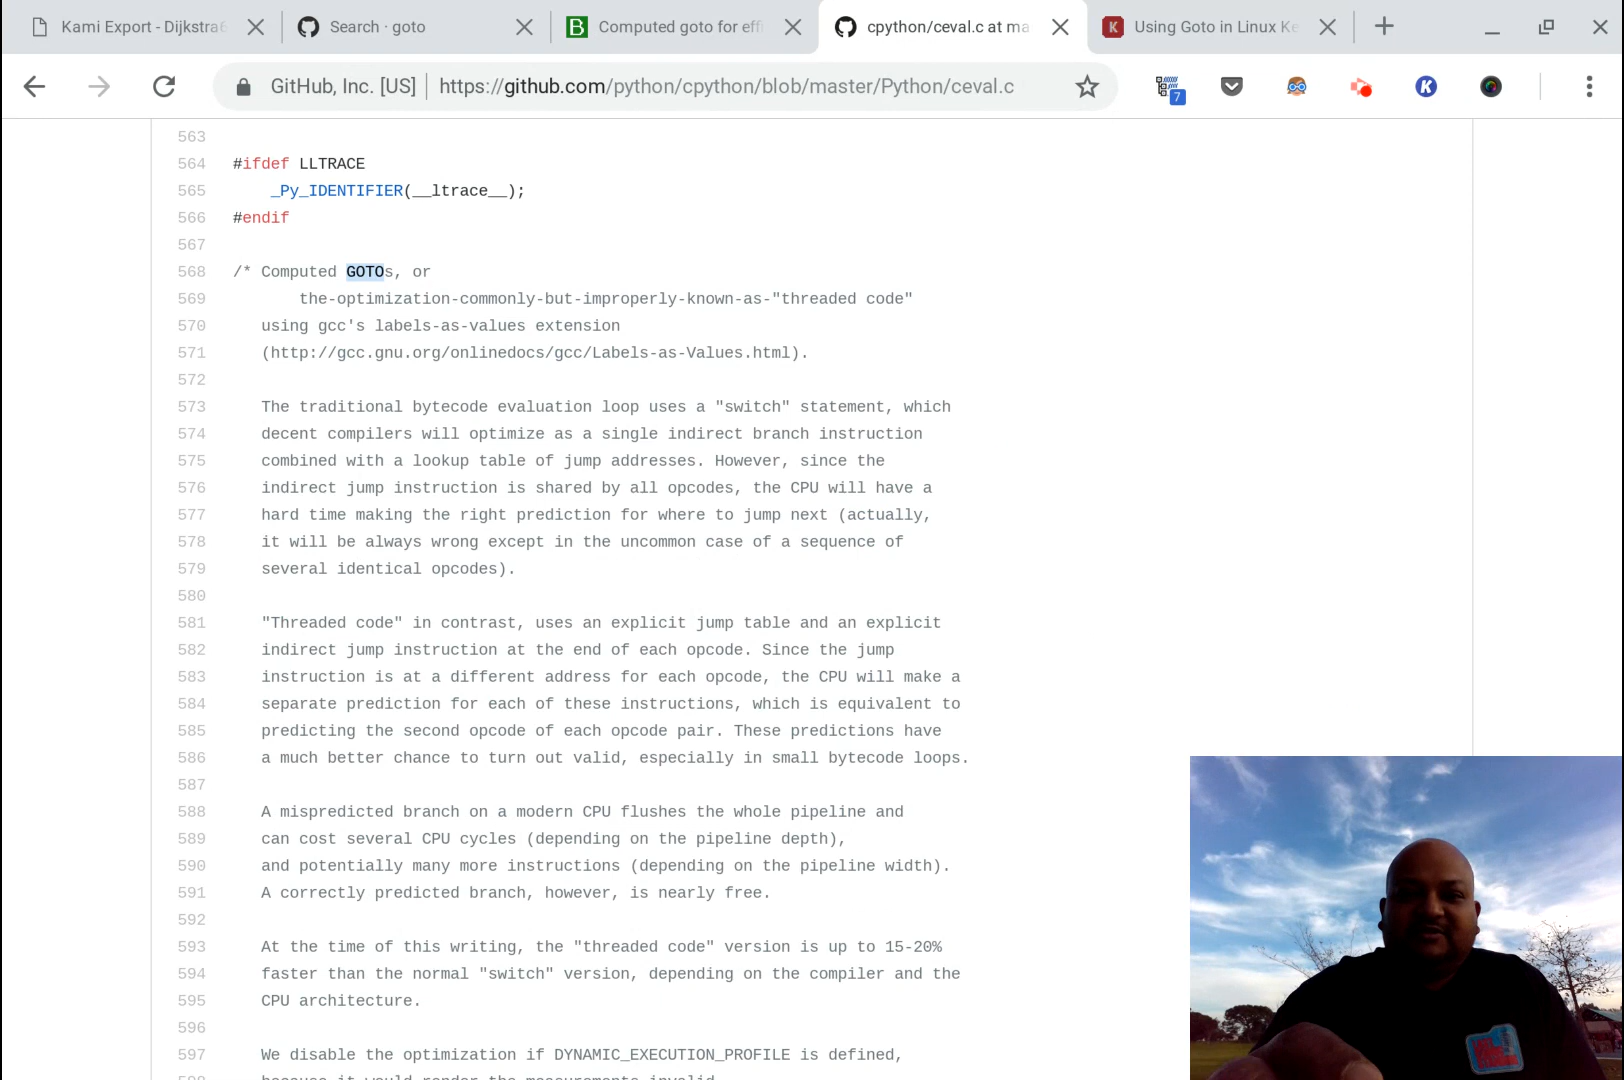 Kami Export - Dijkstra6
Search · goto
B
Computed goto for effi
cpython/ceval.c at ma
K
Using Goto in Linux Ke
GitHub, Inc. [US]
https://github.com/python/cpython/blob/master/Python/ceval.c
7
K
563
564 #ifdef LLTRACE
565 _Py_IDENTIFIER(__ltrace__);
566 #endif
567
568 /* Computed GOTOs, or
569 the-optimization-commonly-but-improperly-known-as-"threaded code"
570 using gcc's labels-as-values extension
571 (http://gcc.gnu.org/onlinedocs/gcc/Labels-as-Values.html).
572
573 The traditional bytecode evaluation loop uses a "switch" statement, which
574 decent compilers will optimize as a single indirect branch instruction
575 combined with a lookup table of jump addresses. However, since the
576 indirect jump instruction is shared by all opcodes, the CPU will have a
577 hard time making the right prediction for where to jump next (actually,
578 it will be always wrong except in the uncommon case of a sequence of
579 several identical opcodes).
580
581 "Threaded code" in contrast, uses an explicit jump table and an explicit
582 indirect jump instruction at the end of each opcode. Since the jump
583 instruction is at a different address for each opcode, the CPU will make a
584 separate prediction for each of these instructions, which is equivalent to
585 predicting the second opcode of each opcode pair. These predictions have
586 a much better chance to turn out valid, especially in small bytecode loops.
587
588 A mispredicted branch on a modern CPU flushes the whole pipeline and
589 can cost several CPU cycles (depending on the pipeline depth),
590 and potentially many more instructions (depending on the pipeline width).
591 A correctly predicted branch, however, is nearly free.
592
593 At the time of this writing, the "threaded code" version is up to 15-20%
594 faster than the normal "switch" version, depending on the compiler and the
595 CPU architecture.
596
597 We disable the optimization if DYNAMIC_EXECUTION_PROFILE is defined,
598 because it would render the measurements invalid.